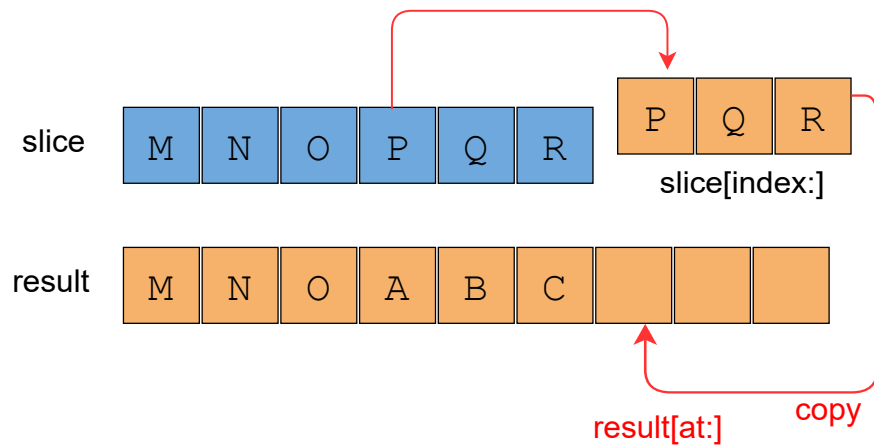 slice
M N O P Q R
P Q R
slice[index:]
result
M N O A B C
result[at:]
copy